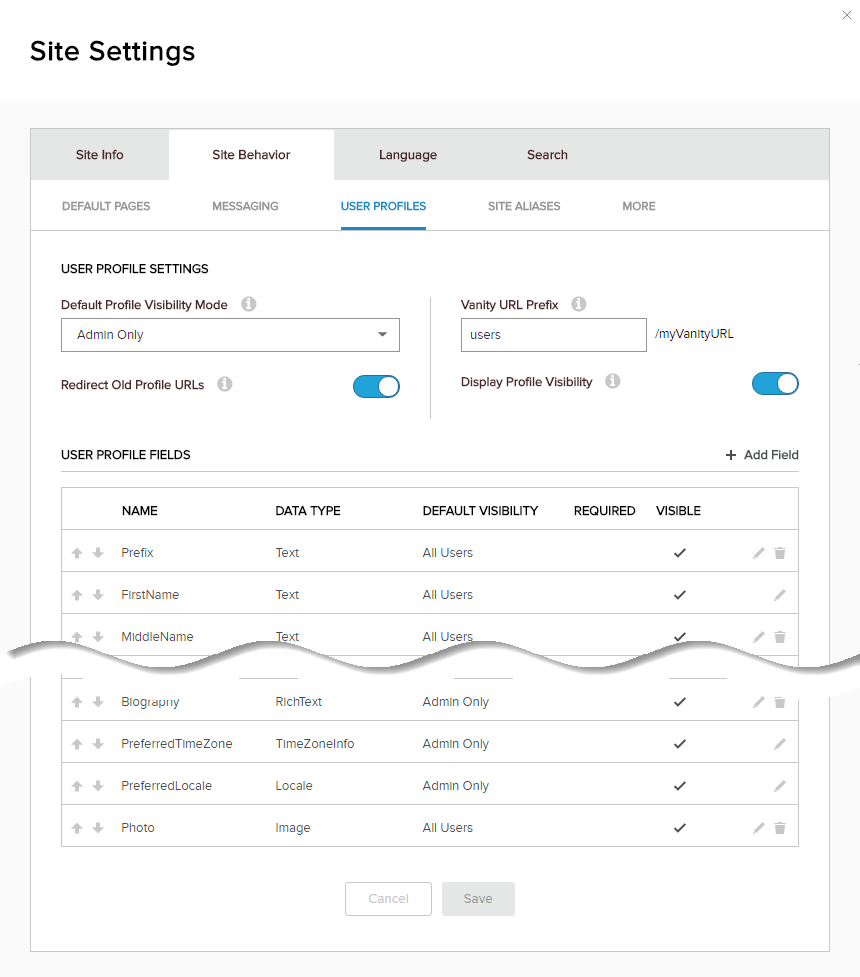 Site Settings
Site Info Site Behavior Language Search
DEFAULT PAGES MESSAGING USER PROFILES SITE ALIASES MORE
USER PROFILE SETTINGS
Default Profile Visibility Mode
Admin Only
Redirect Old Profile URLs
Vanity URL Prefix
users /myVanityURL
Display Profile Visibility
USER PROFILE FIELDS + Add Field
NAME DATA TYPE DEFAULT VISIBILITY REQUIRED VISIBLE
Prefix Text All Users
FirstName Text All Users
MiddleName Text All Users
Biography RichText Admin Only
PreferredTimeZone TimeZoneInfo Admin Only
PreferredLocale Locale Admin Only
Photo Image All Users
Cancel Save